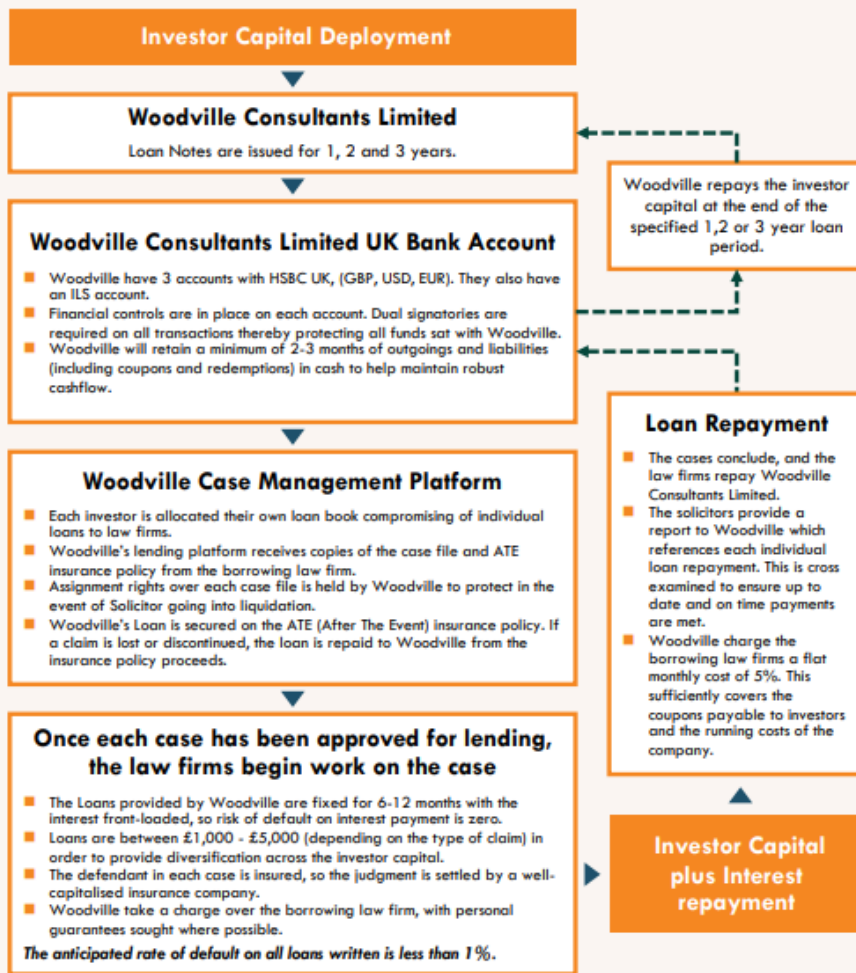 Investor Capital Deployment
Woodville Consultants Limited
Loan Notes are issued for 1, 2 and 3 years.
Woodville repays the investor
capital at the end of the
specified 1,2 or 3 year loan
period.
Woodville Consultants Limited UK Bank Account
Woodville have 3 accounts with HSBC UK, (GBP, USD, EUR). They also have
an ILS account.
Financial controls are in place on each account. Dual signatories are
required on all transactions thereby protecting all funds sat with Woodville.
Woodville will retain a minimum of 2-3 months of outgoings and liabilities
(including coupons and redemptions) in cash to help maintain robust
cashflow.
Woodville Case Management Platform
Each investor is allocated their own loan book compromising of individual
loans to law firms.
Woodville's lending platform receives copies of the case file and ATE
insurance policy from the borrowing law firm.
Assignment rights over each case file is held by Woodville to protect in the
event of Solicitor going into liquidation.
Woodville's Loan is secured on the ATE (After The Event) insurance policy. If
a claim is lost or discontinued, the loan is repaid to Woodville from the
insurance policy proceeds.
Once each case has been approved for lending,
the law firms begin work on the case
The Loans provided by Woodville are fixed for 6-12 months with the
interest front-loaded, so risk of default on interest payment is zero.
Loans are between £1,000 - £5,000 (depending on the type of claim) in
order to provide diversification across the investor capital.
The defendant in each case is insured, so the judgment is settled by a well-
capitalised insurance company.
Woodville take a charge over the borrowing law firm, with personal
guarantees sought where possible.
The anticipated rate of default on all loans written is less than 1%.
Loan Repayment
The cases conclude, and the
law firms repay Woodville
Consultants Limited.
The solicitors provide a
report to Woodville which
references each individual
loan repayment. This is cross
examined to ensure up to
date and on time payments
are met.
Woodville charge the
borrowing law firms a flat
monthly cost of 5%. This
sufficiently covers the
coupons payable to investors
and the running costs of the
company.
Investor Capital
plus Interest
repayment